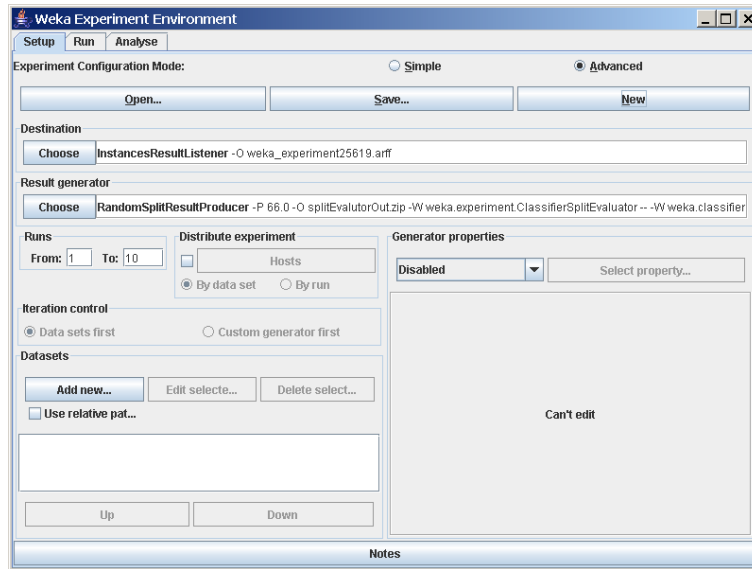 Weka Experiment Environment
Setup Run Analyse
Experiment Configuration Mode: Simple Advanced
Open... Save... New
Destination
Choose InstancesResultListener -O weka_experiment25619.arff
Result generator
Choose RandomSplitResultProducer -P 66.0 -O splitEvalutorOut.zip -W weka.experiment.ClassifierSplitEvaluator -- -W weka.classifier
Runs
From: 1 To: 10
Distribute experiment
Hosts
By data set By run
Generator properties
Disabled Select property...
Can't edit
Iteration control
Data sets first Custom generator first
Datasets
Add new... Edit selecte... Delete select...
Use relative pat...
Up Down
Notes